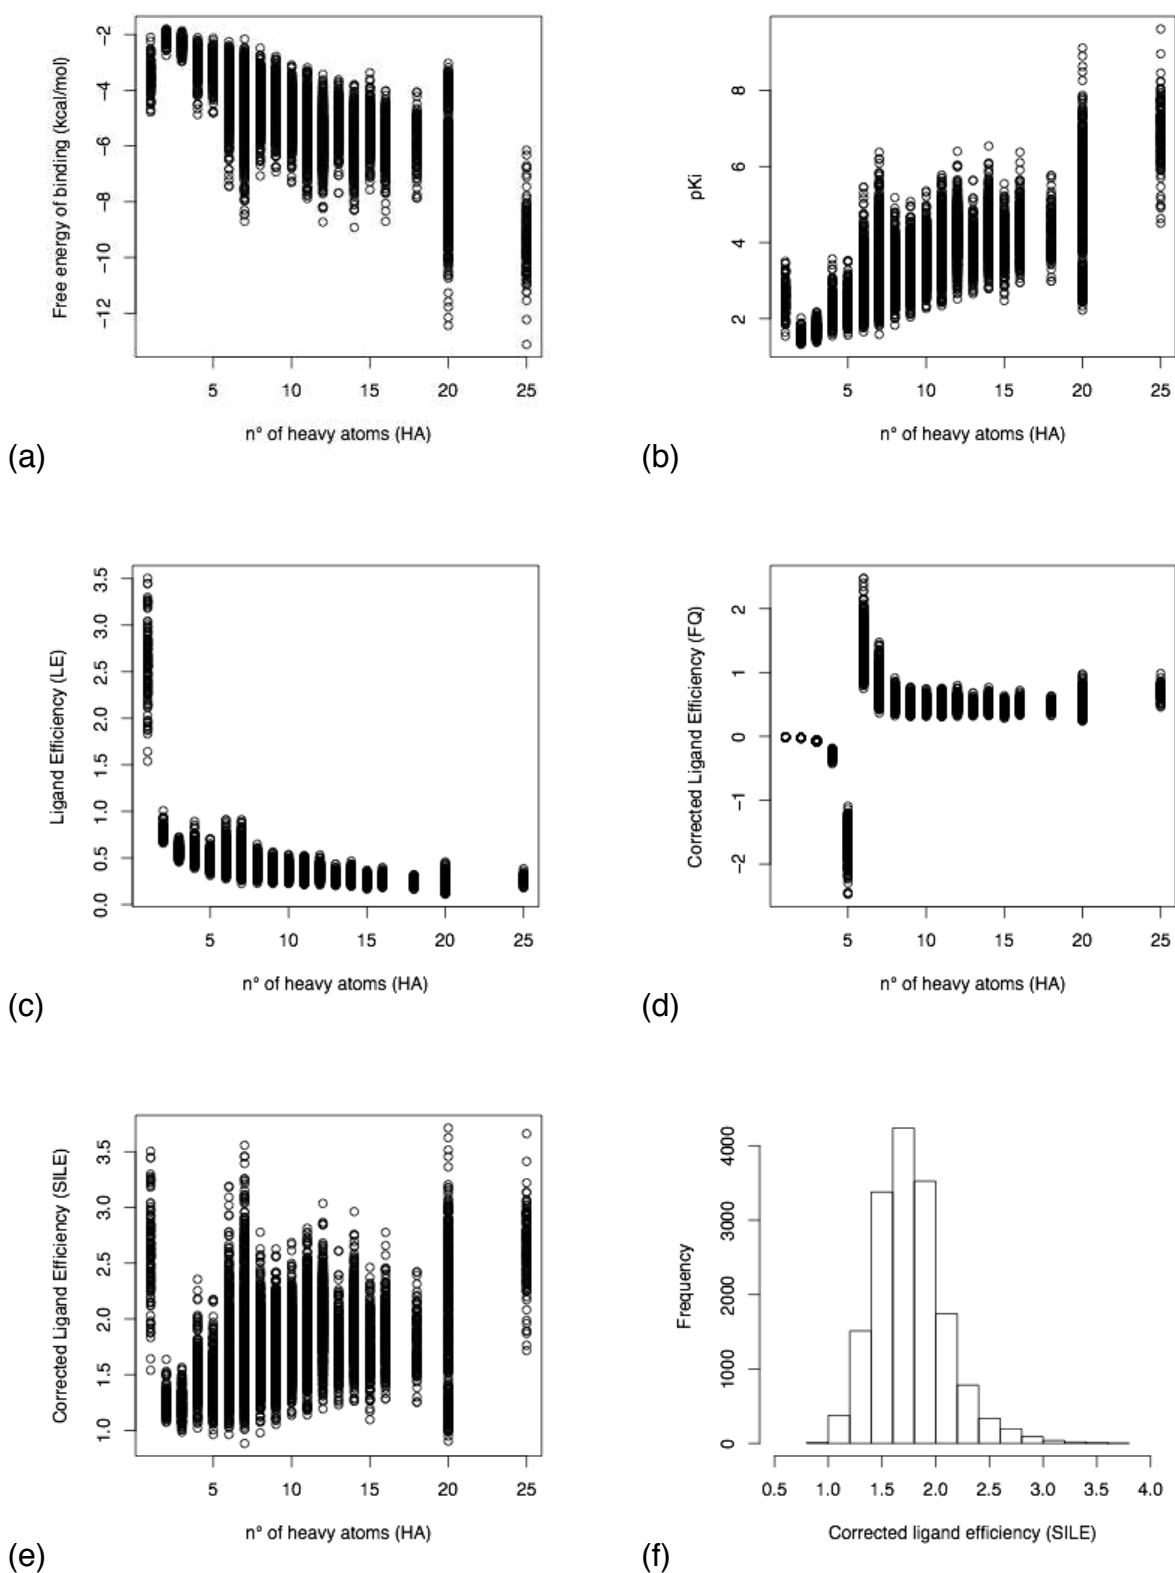 Free energy of binding (kcal/mol)
-2
-4
-6
-8
-10
-12
5 10 15 20 25
n° of heavy atoms (HA)
(a)
pKi
8
6
4
2
5 10 15 20 25
n° of heavy atoms (HA)
(b)
Ligand Efficiency (LE)
3.5
3.0
2.5
2.0
1.5
1.0
0.5
0.0
5 10 15 20 25
n° of heavy atoms (HA)
(c)
Corrected Ligand Efficiency (FQ)
2
1
0
-1
-2
5 10 15 20 25
n° of heavy atoms (HA)
(d)
Corrected Ligand Efficiency (SILE)
3.5
3.0
2.5
2.0
1.5
1.0
5 10 15 20 25
n° of heavy atoms (HA)
(e)
Frequency
4000
3000
2000
1000
0
0.5 1.0 1.5 2.0 2.5 3.0 3.5 4.0
Corrected ligand efficiency (SILE)
(f)